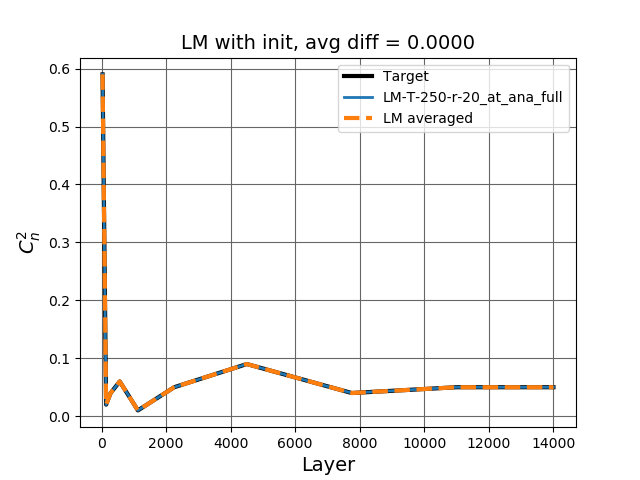 LM with init, avg diff = 0.0000
Target
LM-T-250-r-20_at_ana_full
LM averaged
0.6
0.5
0.4
0.3
0.2
0.1
0.0
$C_n^2$
0 2000 4000 6000 8000 10000 12000 14000
Layer